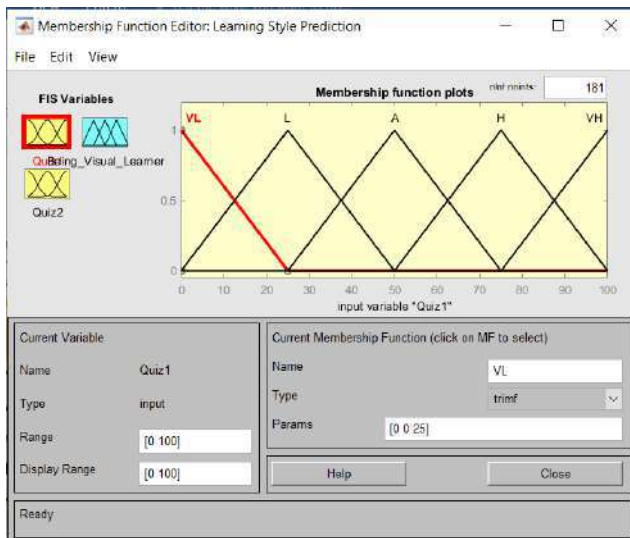 Membership Function Editor: Learning Style Prediction
File Edit View
FIS Variables
Membership function plots
plot points:
181
VL L A H VH
1
0.5
0
0 10 20 30 40 50 60 70 80 90 100
input variable "Quiz1"
Being_Visual_Learner
Quiz2
Current Variable
Name Quiz1
Type input
Range [0 100]
Display Range [0 100]
Current Membership Function (click on MF to select)
Name VL
Type trimf
Params [0 0 25]
Help Close
Ready